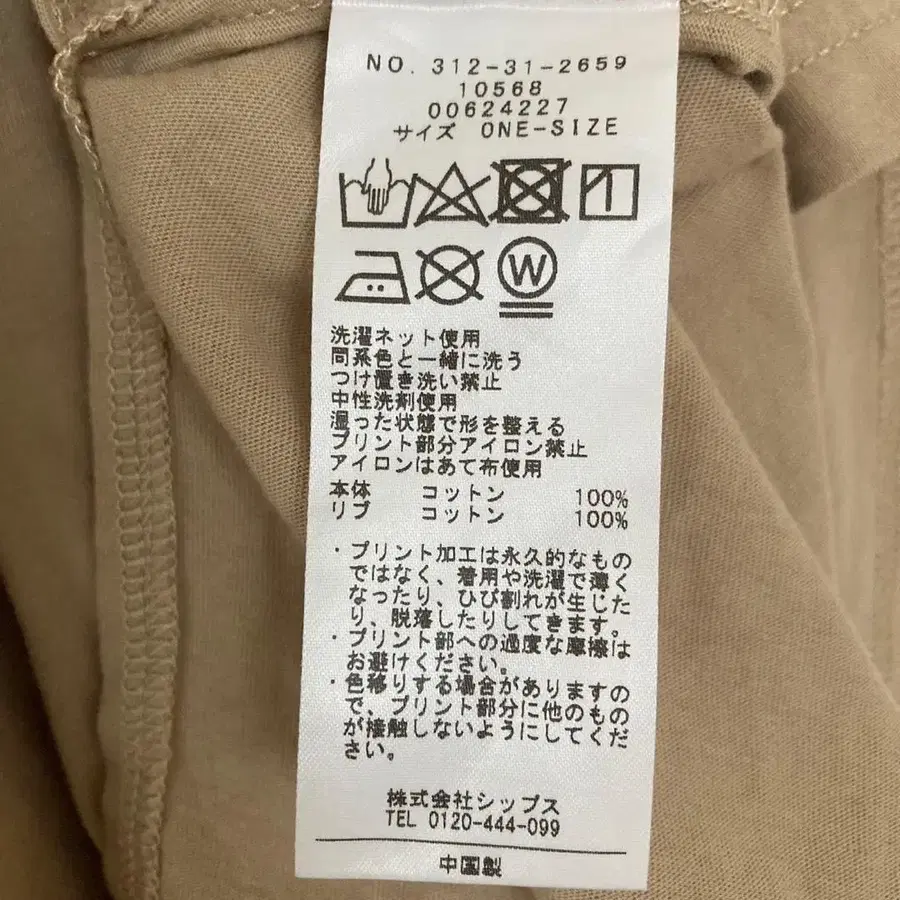 NO. 312-31-2659
10568
00624227
サイズ ONE-SIZE
W
洗濯ネット使用
同系色と一緒に洗う
つけ置き洗い禁止
中性洗剤使用
湿った状態で形を整える
プリント部分アイロン禁止
アイロンはあて布使用
本体 コットン 100%
リブ コットン 100%
・プリント加工は永久的なもの
ではなく、着用や洗濯で薄く
なったり、ひび割れが生じた
り、脱落したりしてきます。
・プリント部への過度な摩擦は
お避けください。
・色移りする場合がありますの
で、プリント部分に他のもの
が接触しないようにしてくだ
さい。
株式会社シップス
TEL 0120-444-099
中国製